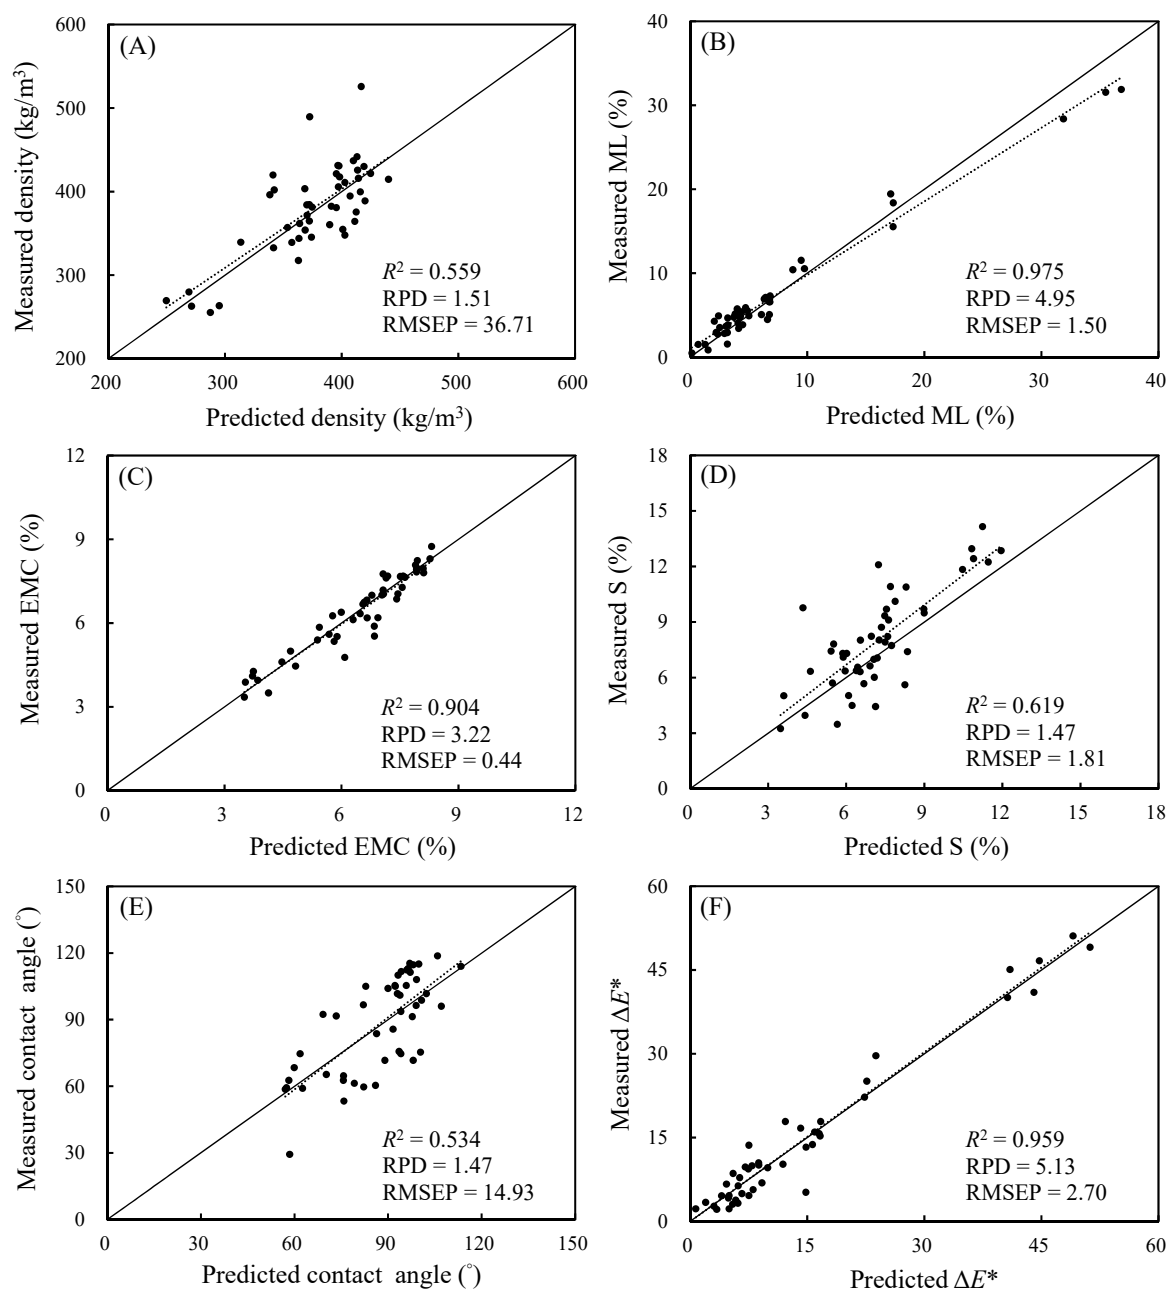 (A)
600
500
400
300
200
Measured density (kg/m³)
R² = 0.559
RPD = 1.51
RMSEP = 36.71
200 300 400 500 600
Predicted density (kg/m³)
(B)
40
30
20
10
0
Measured ML (%)
R² = 0.975
RPD = 4.95
RMSEP = 1.50
0 10 20 30 40
Predicted ML (%)
(C)
12
9
6
3
0
Measured EMC (%)
R² = 0.904
RPD = 3.22
RMSEP = 0.44
0 3 6 9 12
Predicted EMC (%)
(D)
18
15
12
9
6
3
0
Measured S (%)
R² = 0.619
RPD = 1.47
RMSEP = 1.81
0 3 6 9 12 15 18
Predicted S (%)
(E)
150
120
90
60
30
0
Measured contact angle (°)
R² = 0.534
RPD = 1.47
RMSEP = 14.93
0 30 60 90 120 150
Predicted contact angle (°)
(F)
60
45
30
15
0
Measured ΔE*
R² = 0.959
RPD = 5.13
RMSEP = 2.70
0 15 30 45 60
Predicted ΔE*